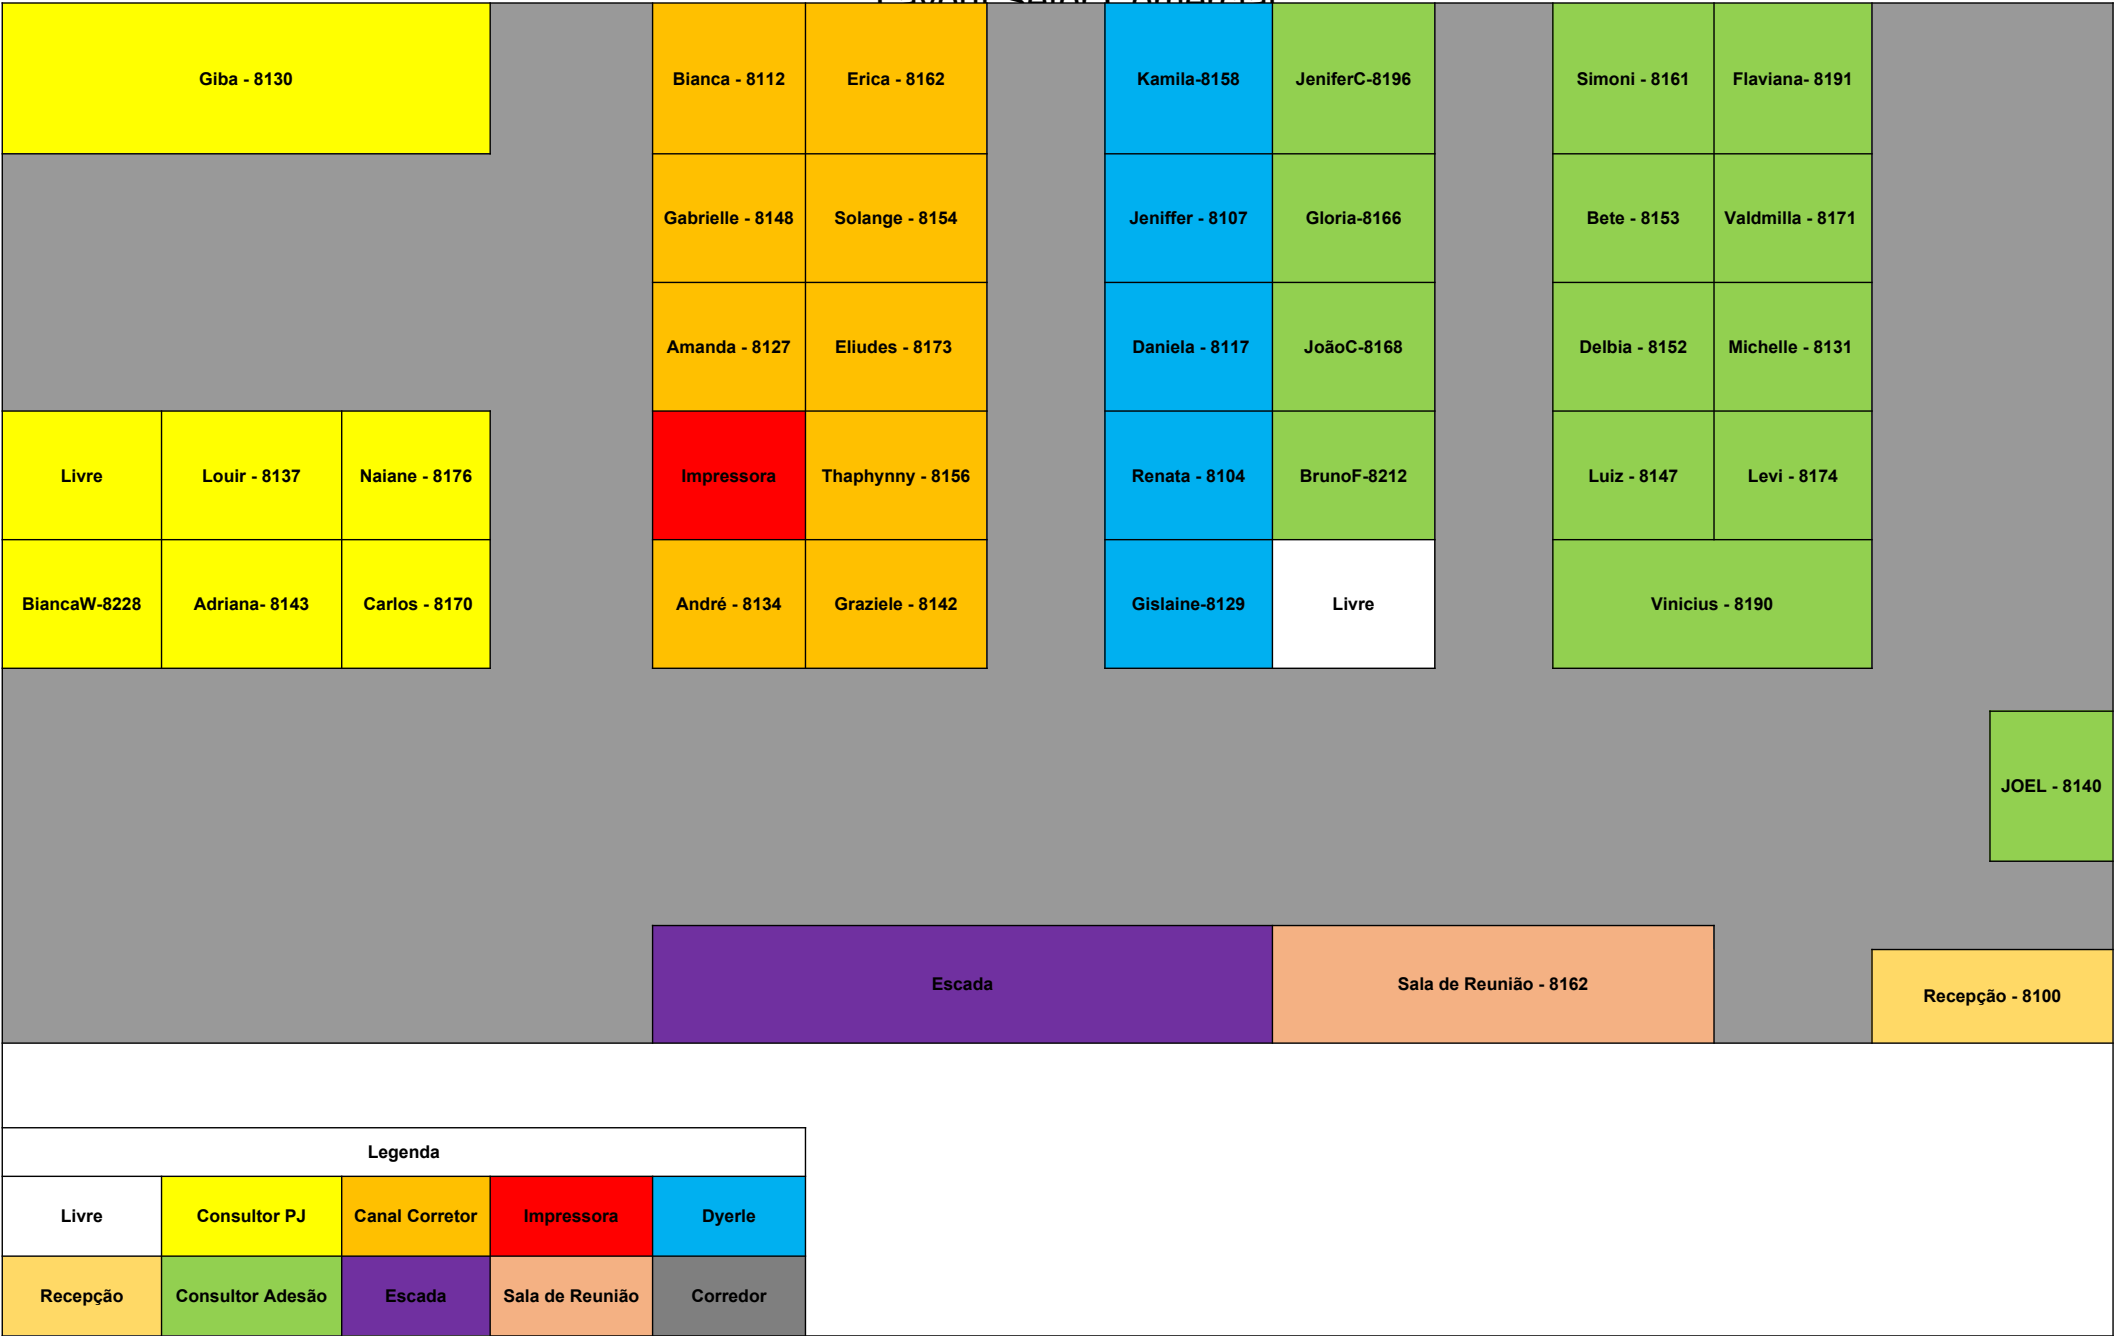 Layout Setor Comercial
Giba - 8130
Bianca - 8112
Erica - 8162
Kamila-8158
JeniferC-8196
Simoni - 8161
Flaviana- 8191
Gabrielle - 8148
Solange - 8154
Jeniffer - 8107
Gloria-8166
Bete - 8153
Valdmilla - 8171
Amanda - 8127
Eliudes - 8173
Daniela - 8117
JoãoC-8168
Delbia - 8152
Michelle - 8131
Livre
Louir - 8137
Naiane - 8176
Impressora
Thaphynny - 8156
Renata - 8104
BrunoF-8212
Luiz - 8147
Levi - 8174
BiancaW-8228
Adriana- 8143
Carlos - 8170
André - 8134
Graziele - 8142
Gislaine-8129
Livre
Vinicius - 8190
JOEL - 8140
Escada
Sala de Reunião - 8162
Recepção - 8100
Legenda
Livre
Consultor PJ
Canal Corretor
Impressora
Dyerle
Recepção
Consultor Adesão
Escada
Sala de Reunião
Corredor